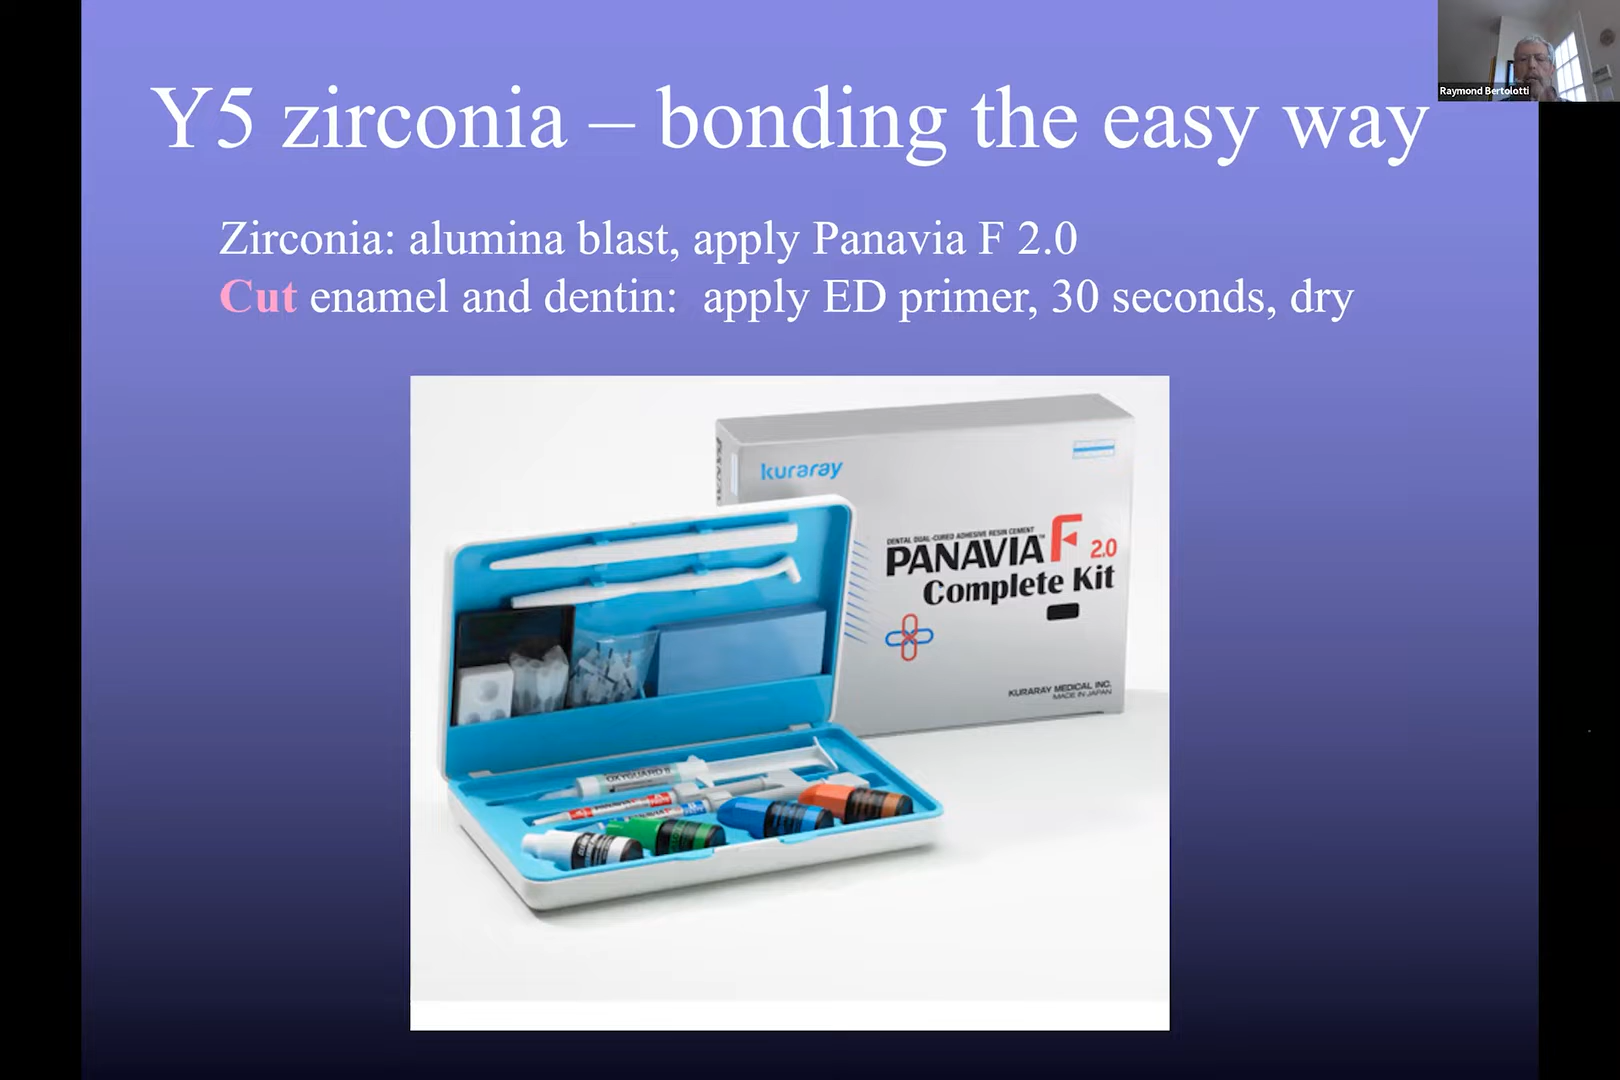 Raymond Bertolotti
Y5 zirconia – bonding the easy way
Zirconia: alumina blast, apply Panavia F 2.0
Cut enamel and dentin: apply ED primer, 30 seconds, dry
kuraray
DENTAL DUAL-CURED ADHESIVE RESIN CEMENT
PANAVIA™ F 2.0
Complete Kit
KURARAY MEDICAL INC.
MADE IN JAPAN
OXYGUARD II